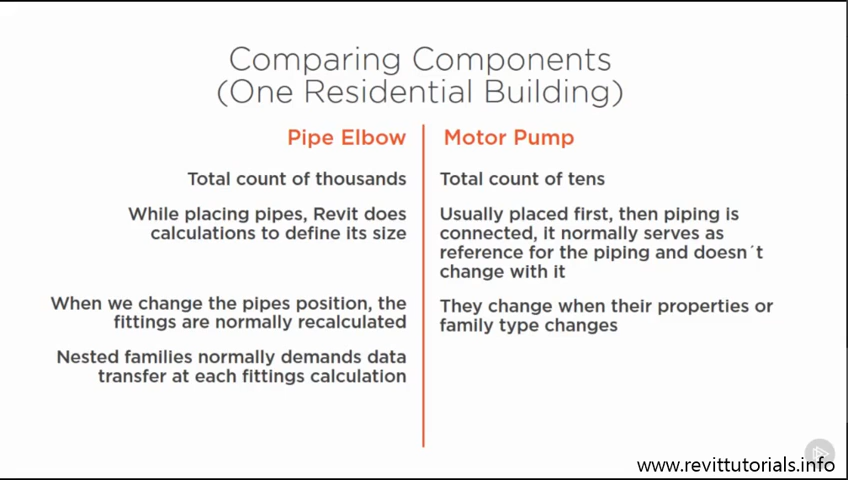 Comparing Components
(One Residential Building)
Pipe Elbow
Total count of thousands
While placing pipes, Revit does
calculations to define its size
When we change the pipes position, the
fittings are normally recalculated
Nested families normally demands data
transfer at each fittings calculation
Motor Pump
Total count of tens
Usually placed first, then piping is
connected, it normally serves as
reference for the piping and doesn´t
change with it
They change when their properties or
family type changes
www.revittutorials.info